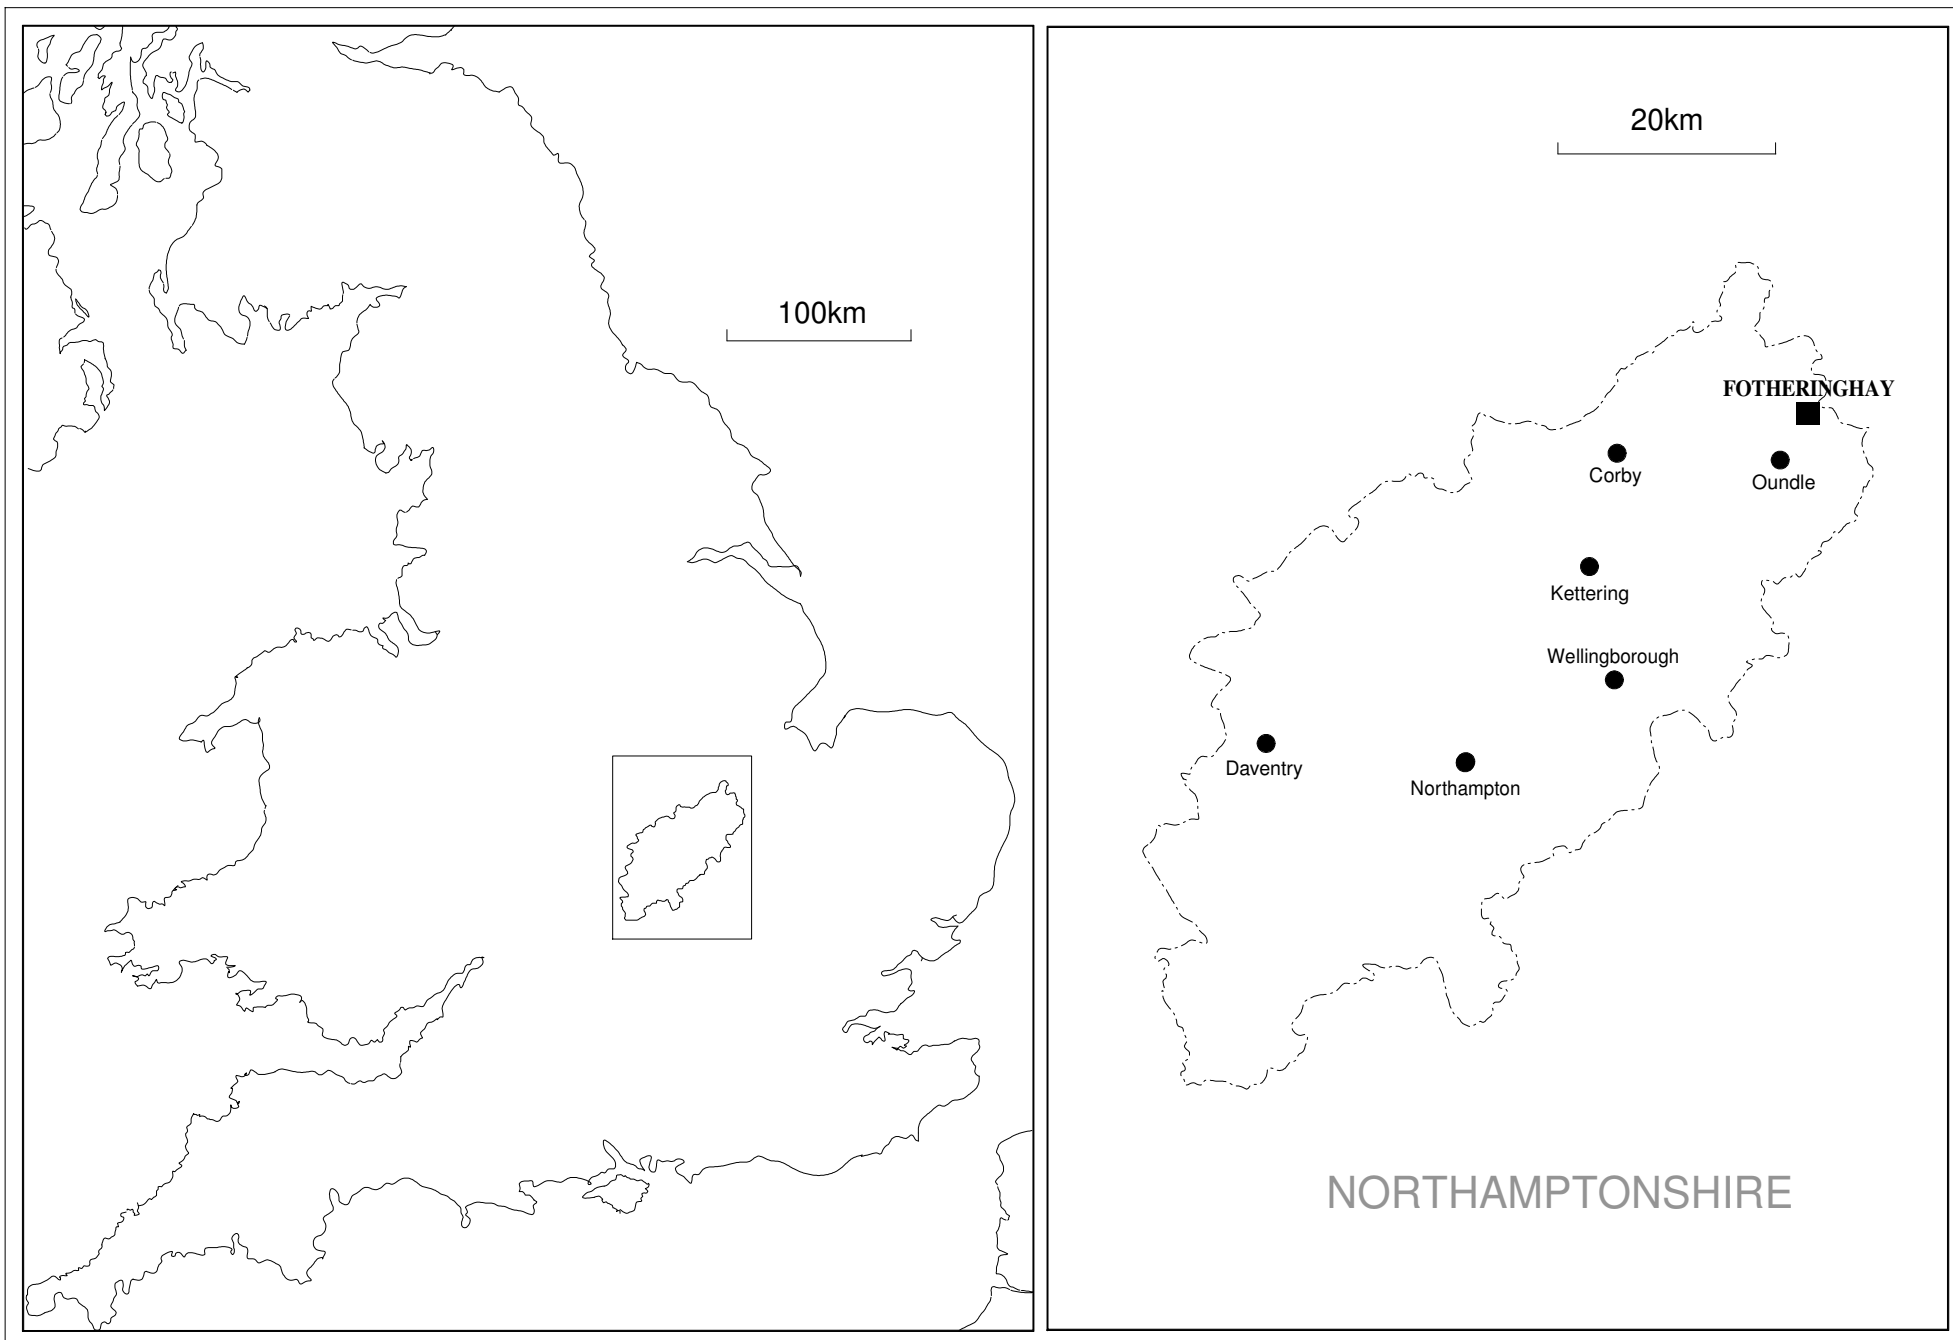 100km
20km
FOTHERINGHAY
Corby
Oundle
Kettering
Wellingborough
Daventry
Northampton
NORTHAMPTONSHIRE